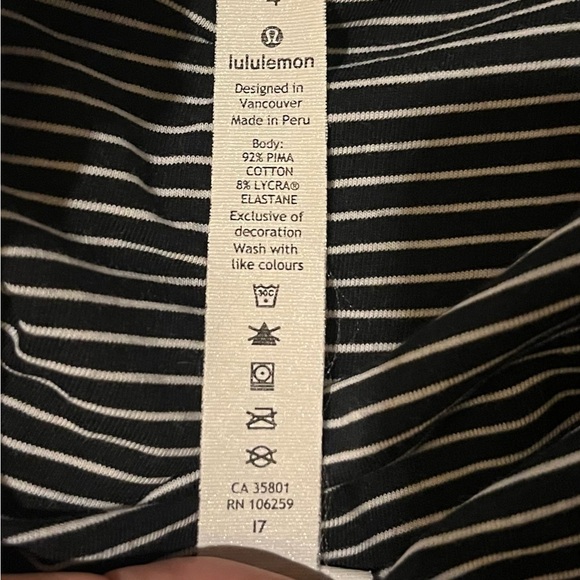 lululemon
Designed in
Vancouver
Made in Peru
Body:
92% PIMA
COTTON
8% LYCRA®
ELASTANE
Exclusive of
decoration
Wash with
like colours
30C
CA 35801
RN 106259
17